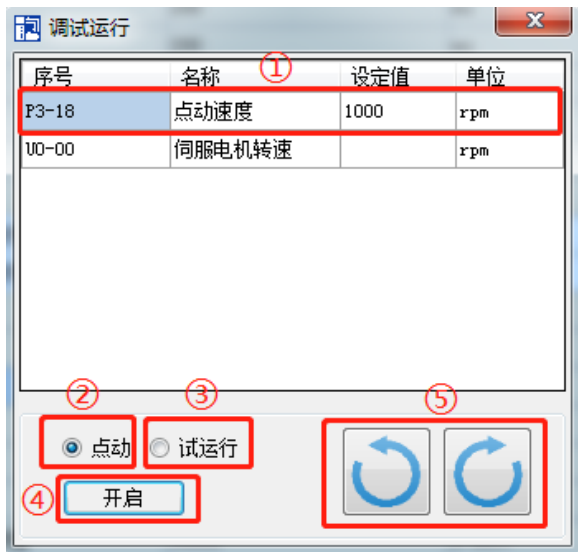 调试运行
序号 名称 ① 设定值 单位
P3-18 点动速度 1000 rpm
U0-00 伺服电机转速 rpm
② ③ ⑤
点动 试运行
④ 开启